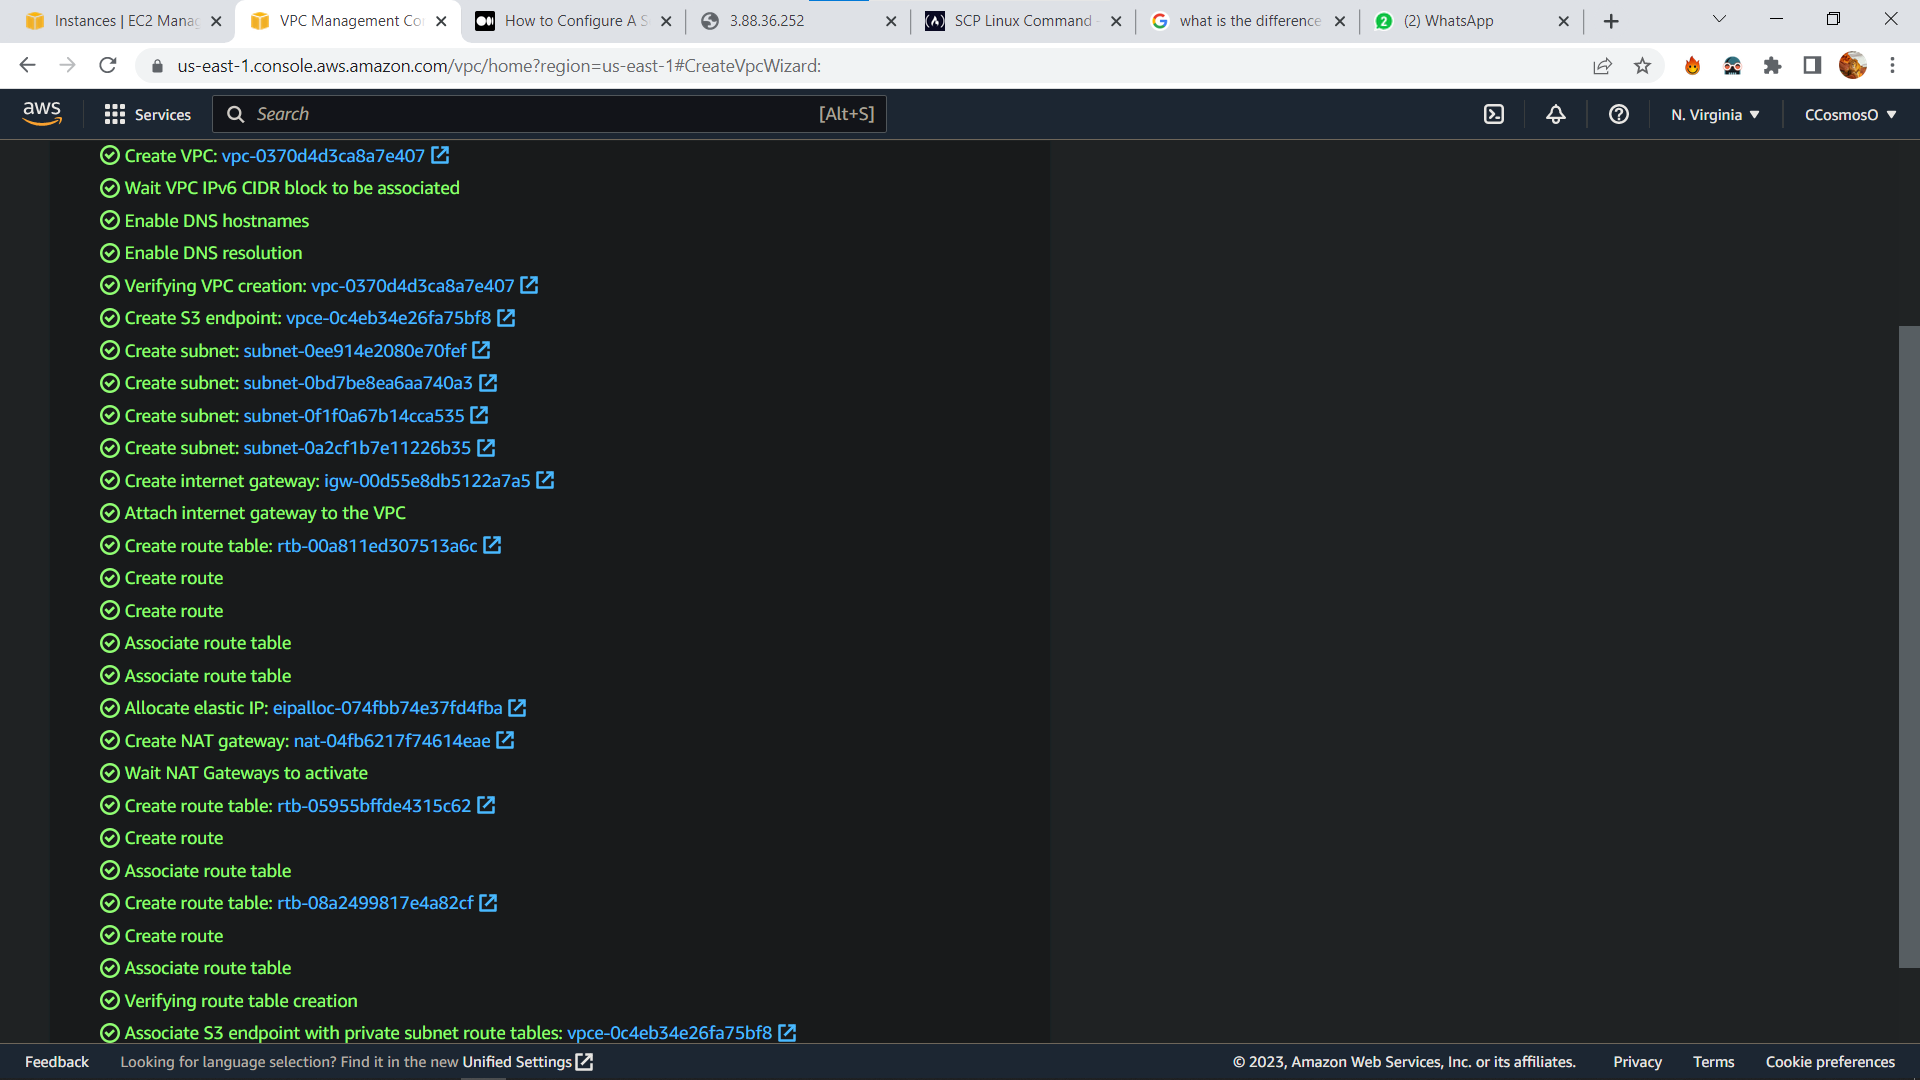 Instances | EC2 Manag
VPC Management Co
How to Configure A S
3.88.36.252
SCP Linux Command -
what is the difference
(2) WhatsApp
us-east-1.console.aws.amazon.com/vpc/home?region=us-east-1#CreateVpcWizard:
aws
Services
Search
[Alt+S]
N. Virginia
CCosmosO
Create VPC: vpc-0370d4d3ca8a7e407
Wait VPC IPv6 CIDR block to be associated
Enable DNS hostnames
Enable DNS resolution
Verifying VPC creation: vpc-0370d4d3ca8a7e407
Create S3 endpoint: vpce-0c4eb34e26fa75bf8
Create subnet: subnet-0ee914e2080e70fef
Create subnet: subnet-0bd7be8ea6aa740a3
Create subnet: subnet-0f1f0a67b14cca535
Create subnet: subnet-0a2cf1b7e11226b35
Create internet gateway: igw-00d55e8db5122a7a5
Attach internet gateway to the VPC
Create route table: rtb-00a811ed307513a6c
Create route
Create route
Associate route table
Associate route table
Allocate elastic IP: eipalloc-074fbb74e37fd4fba
Create NAT gateway: nat-04fb6217f74614eae
Wait NAT Gateways to activate
Create route table: rtb-05955bffde4315c62
Create route
Associate route table
Create route table: rtb-08a2499817e4a82cf
Create route
Associate route table
Verifying route table creation
Associate S3 endpoint with private subnet route tables: vpce-0c4eb34e26fa75bf8
Feedback
Looking for language selection? Find it in the new Unified Settings
© 2023, Amazon Web Services, Inc. or its affiliates.
Privacy
Terms
Cookie preferences